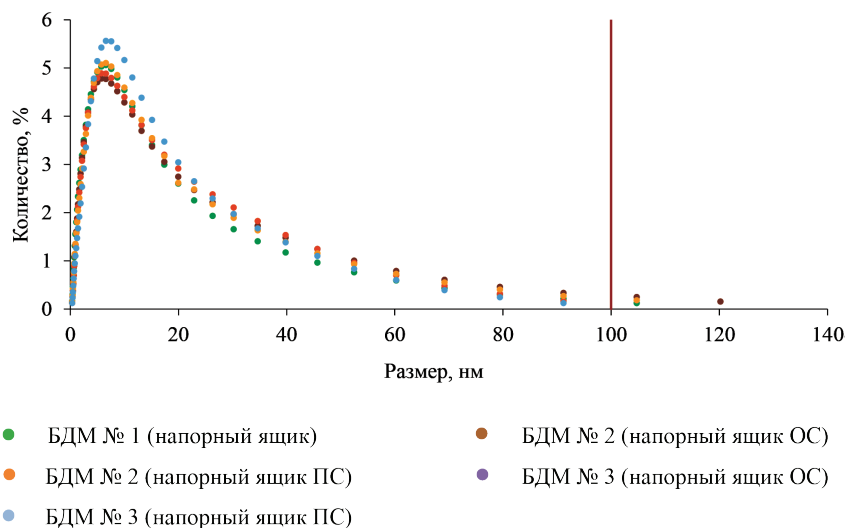 Количество, %
6
5
4
3
2
1
0
0 20 40 60 80 100 120 140
Размер, нм
БДМ № 1 (напорный ящик)
БДМ № 2 (напорный ящик ОС)
БДМ № 2 (напорный ящик ПС)
БДМ № 3 (напорный ящик ОС)
БДМ № 3 (напорный ящик ПС)